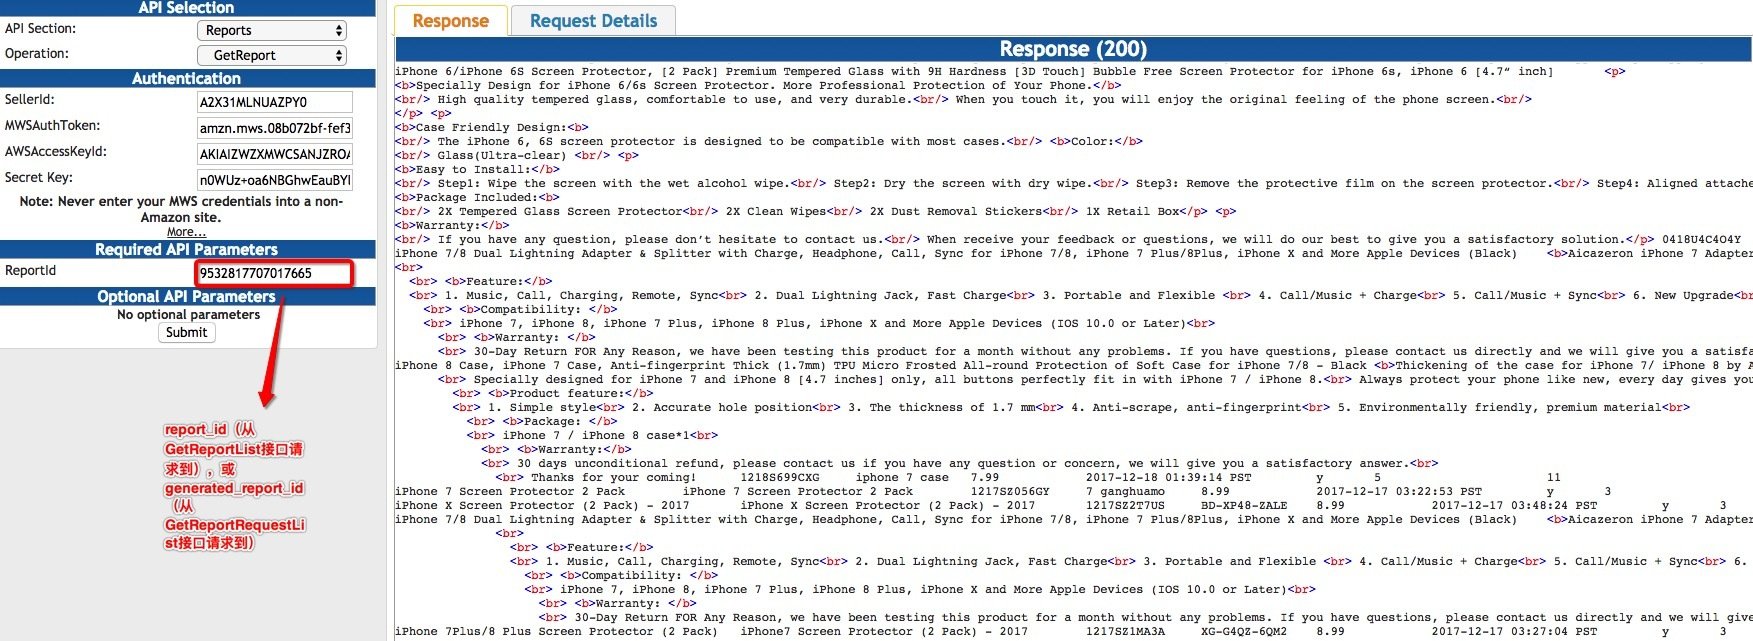 API Selection
API Section:
Reports
Operation:
GetReport
Authentication
SellerId:
A2X31MLNUAZPY0
MWSAuthToken:
amzn.mws.08b072bf-fef3
AWSAccessKeyId:
AKIAIZWZXMWCSANJZRO
Secret Key:
n0WUz+oa6NBGhwEauBYI
Note: Never enter your MWS credentials into a non-
Amazon site.
More...
Required API Parameters
ReportId
9532817707017665
Optional API Parameters
No optional parameters
Submit
report_id（从
GetReportList接口请
求到），或
generated_report_id
（从
GetReportRequestLi
st接口请求到）
Response
Request Details
Response (200)
iPhone 6/iPhone 6S Screen Protector, [2 Pack] Premium Tempered Glass with 9H Hardness [3D Touch] Bubble Free Screen Protector for iPhone 6s, iPhone 6 [4.7” inch] <p>
<b>Specially Design for iPhone 6/6s Screen Protector. More Professional Protection of Your Phone.</b>
<br/> High quality tempered glass, comfortable to use, and very durable.<br/> When you touch it, you will enjoy the original feeling of the phone screen.<br/>
</p> <p>
<b>Case Friendly Design:<b>
<br/> The iPhone 6, 6S screen protector is designed to be compatible with most cases.<br/> <b>Color:</b>
<br/> Glass(Ultra-clear) <br/> <p>
<b>Easy to Install:</b>
<br/> Step1: Wipe the screen with the wet alcohol wipe.<br/> Step2: Dry the screen with dry wipe.<br/> Step3: Remove the protective film on the screen protector.<br/> Step4: Aligned attache
<b>Package Included:<b>
<br/> 2X Tempered Glass Screen Protector<br/> 2X Clean Wipes<br/> 2X Dust Removal Stickers<br/> 1X Retail Box</p> <p>
<b>Warranty:</b>
<br/> If you have any question, please don’t hesitate to contact us.<br/> When receive your feedback or questions, we will do our best to give you a satisfactory solution.</p> 0418U4C4O4Y
iPhone 7/8 Dual Lightning Adapter & Splitter with Charge, Headphone, Call, Sync for iPhone 7/8, iPhone 7 Plus/8Plus, iPhone X and More Apple Devices (Black) <b>Aicazeron iPhone 7 Adapter
<br>
<br> <b>Feature:</b>
<br> 1. Music, Call, Charging, Remote, Sync<br> 2. Dual Lightning Jack, Fast Charge<br> 3. Portable and Flexible <br> 4. Call/Music + Charge<br> 5. Call/Music + Sync<br> 6. New Upgrade<br
<br> <b>Compatibility: </b>
<br> iPhone 7, iPhone 8, iPhone 7 Plus, iPhone 8 Plus, iPhone X and More Apple Devices (IOS 10.0 or Later)<br>
<br> <b>Warranty: </b>
<br> 30-Day Return FOR Any Reason, we have been testing this product for a month without any problems. If you have questions, please contact us directly and we will give you a satisfa
iPhone 8 Case, iPhone 7 Case, Anti-fingerprint Thick (1.7mm) TPU Micro Frosted All-round Protection of Soft Case for iPhone 7/8 - Black <b>Thickening of the case for iPhone 7/ iPhone 8 by A
<br> Specially designed for iPhone 7 and iPhone 8 [4.7 inches] only, all buttons perfectly fit in with iPhone 7 / iPhone 8.<br> Always protect your phone like new, every day gives you
<br> <b>Product feature:</b>
<br> 1. Simple style<br> 2. Accurate hole position<br> 3. The thickness of 1.7 mm<br> 4. Anti-scrape, anti-fingerprint<br> 5. Environmentally friendly, premium material<br>
<br> <b>Package: </b>
<br> iPhone 7 / iPhone 8 case*1<br>
<br> <b>Warranty:</b>
<br> 30 days unconditional refund, please contact us if you have any question or concern, we will give you a satisfactory answer.<br>
<br> Thanks for your coming! 1218S699CXG iphone 7 case 7.99 2017-12-18 01:39:14 PST y 5 11
iPhone 7 Screen Protector 2 Pack iPhone 7 Screen Protector 2 Pack 1217SZ056GY 7 ganghuamo 8.99 2017-12-17 03:22:53 PST y 3
iPhone X Screen Protector (2 Pack) - 2017 iPhone X Screen Protector (2 Pack) - 2017 1217SZ2T7US BD-XP48-ZALE 8.99 2017-12-17 03:48:24 PST y 3
iPhone 7/8 Dual Lightning Adapter & Splitter with Charge, Headphone, Call, Sync for iPhone 7/8, iPhone 7 Plus/8Plus, iPhone X and More Apple Devices (Black) <b>Aicazeron iPhone 7 Adapter
<br>
<br> <b>Feature:</b>
<br> 1. Music, Call, Charging, Remote, Sync<br> 2. Dual Lightning Jack, Fast Charge<br> 3. Portable and Flexible <br> 4. Call/Music + Charge<br> 5. Call/Music + Sync<br> 6.
<br> <b>Compatibility: </b>
<br> iPhone 7, iPhone 8, iPhone 7 Plus, iPhone 8 Plus, iPhone X and More Apple Devices (IOS 10.0 or Later)<br>
<br> <b>Warranty: </b>
<br> 30-Day Return FOR Any Reason, we have been testing this product for a month without any problems. If you have questions, please contact us directly and we will give
iPhone 7Plus/8 Plus Screen Protector (2 Pack) iPhone7 Screen Protector (2 Pack) - 2017 1217SZ1MA3A XG-G4QZ-6QM2 8.99 2017-12-17 03:27:04 PST y 3